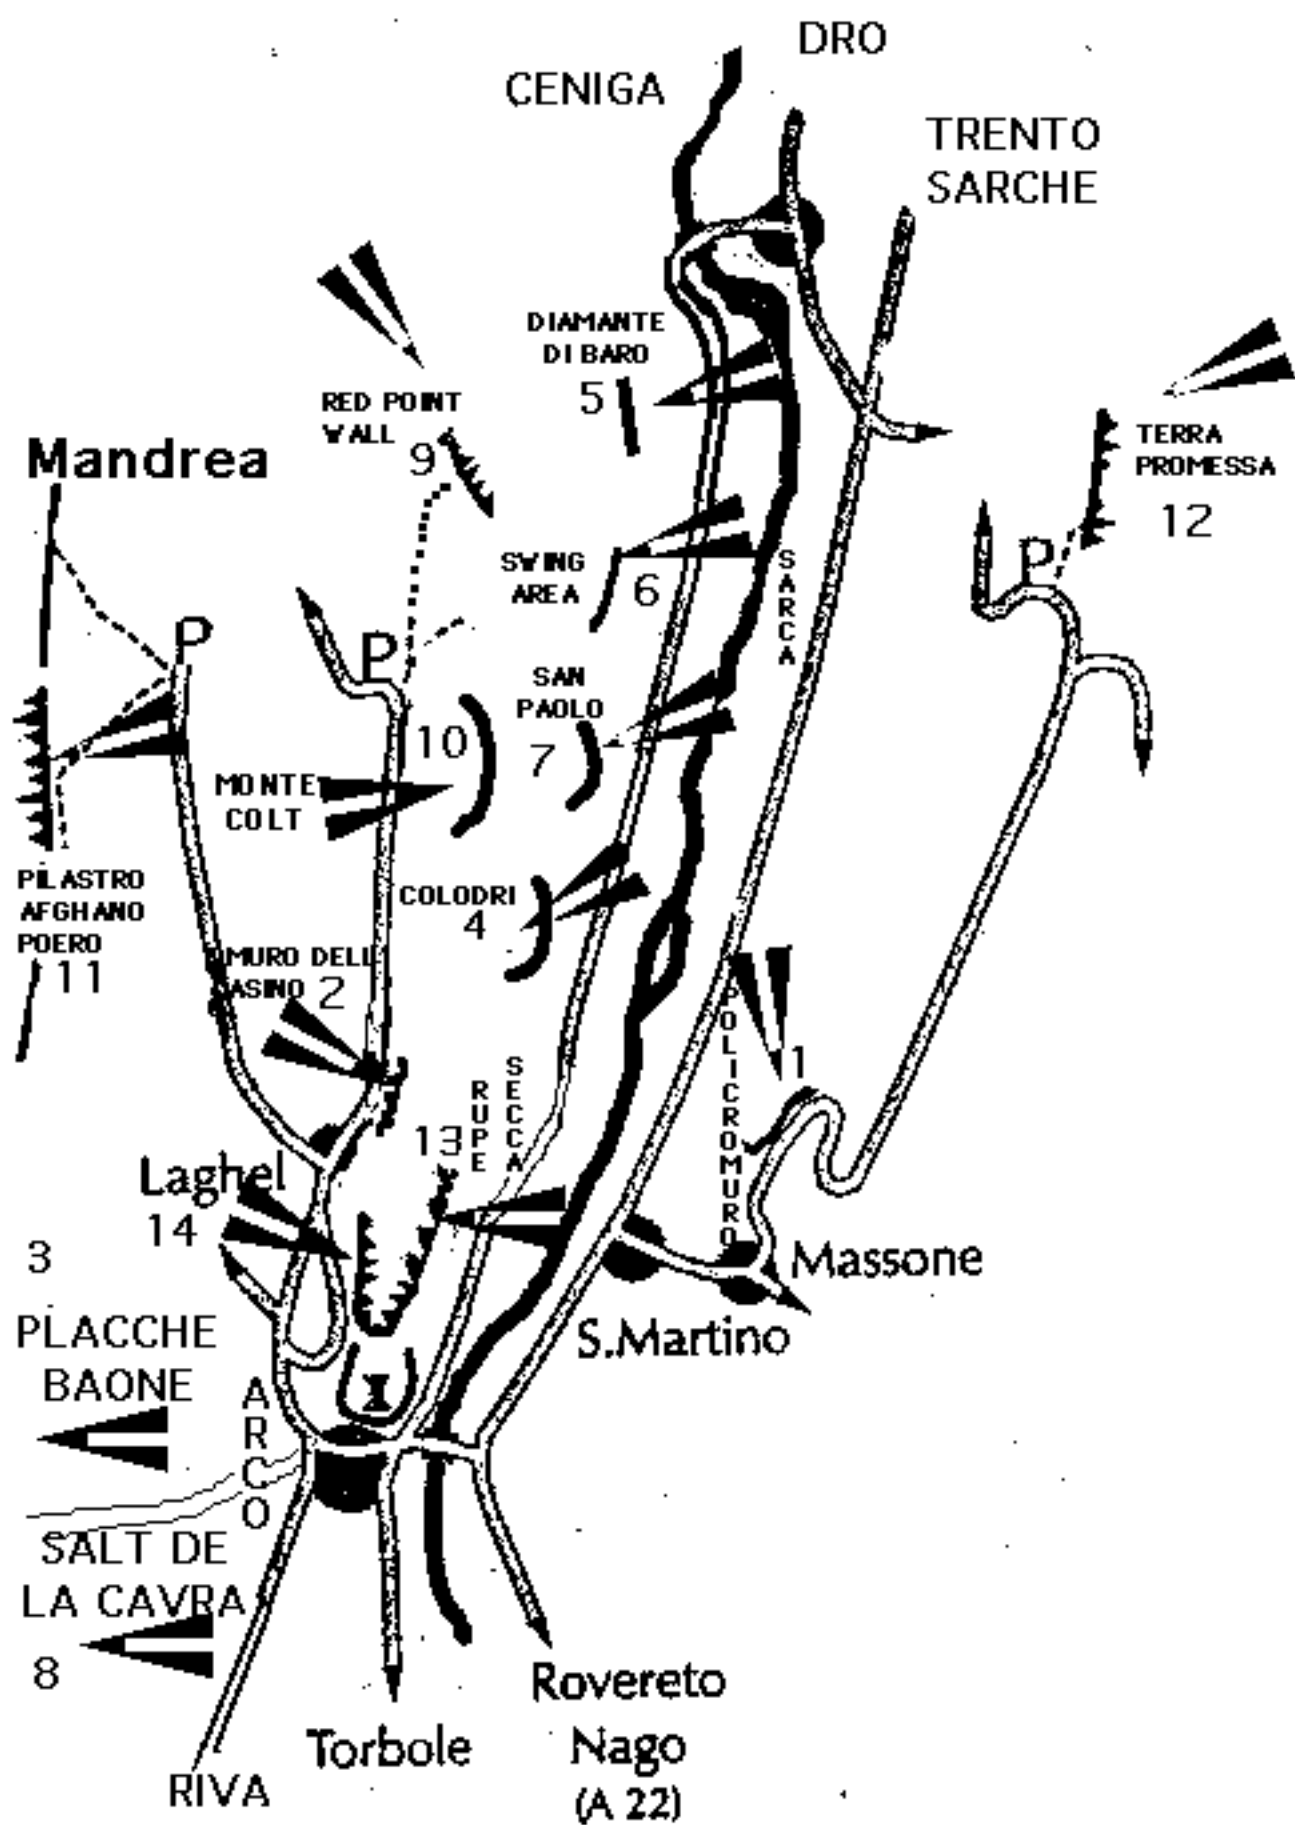 DRO
CENIGA
TRENTO
SARCHE
DIAMANTE
DI BARO
5
RED POINT
WALL
9
Mandrea
TERRA
PROMESSA
12
P
SWING
AREA
6
SARCA
P
P
SAN
PAOLO
7
10
MONTE
COLT
PILASTRO
AFGHANO
POERO
11
COLODRI
4
MURO DELL
ASINO 2
POLICROMURO
1
RUPE
SECCA
13
Laghel
14
3
PLACCHE
BAONE
Massone
S.Martino
ARCO
SALT DE
LA CAVRA
8
Rovereto
Nago
(A 22)
Torbole
RIVA